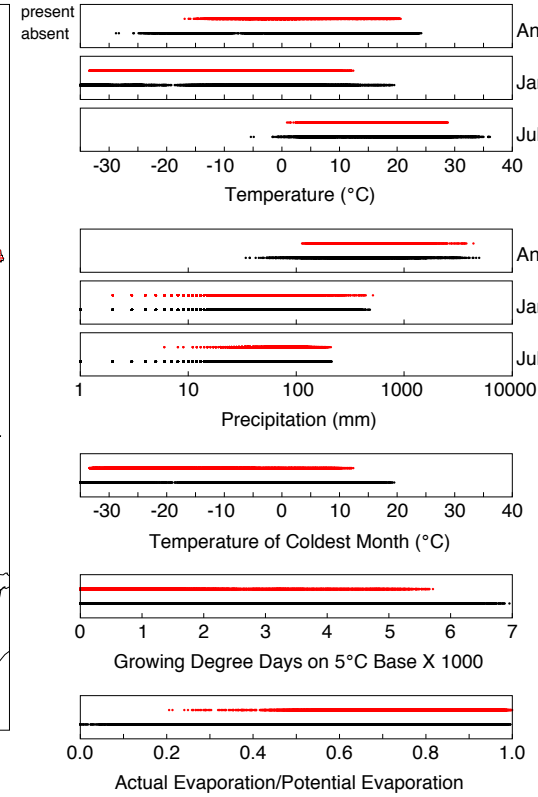 present
absent
An
Jan
Jul
-30 -20 -10 0 10 20 30 40
Temperature (°C)
An
Jan
Jul
1 10 100 1000 10000
Precipitation (mm)
-30 -20 -10 0 10 20 30 40
Temperature of Coldest Month (°C)
0 1 2 3 4 5 6 7
Growing Degree Days on 5°C Base X 1000
0.0 0.2 0.4 0.6 0.8 1.0
Actual Evaporation/Potential Evaporation